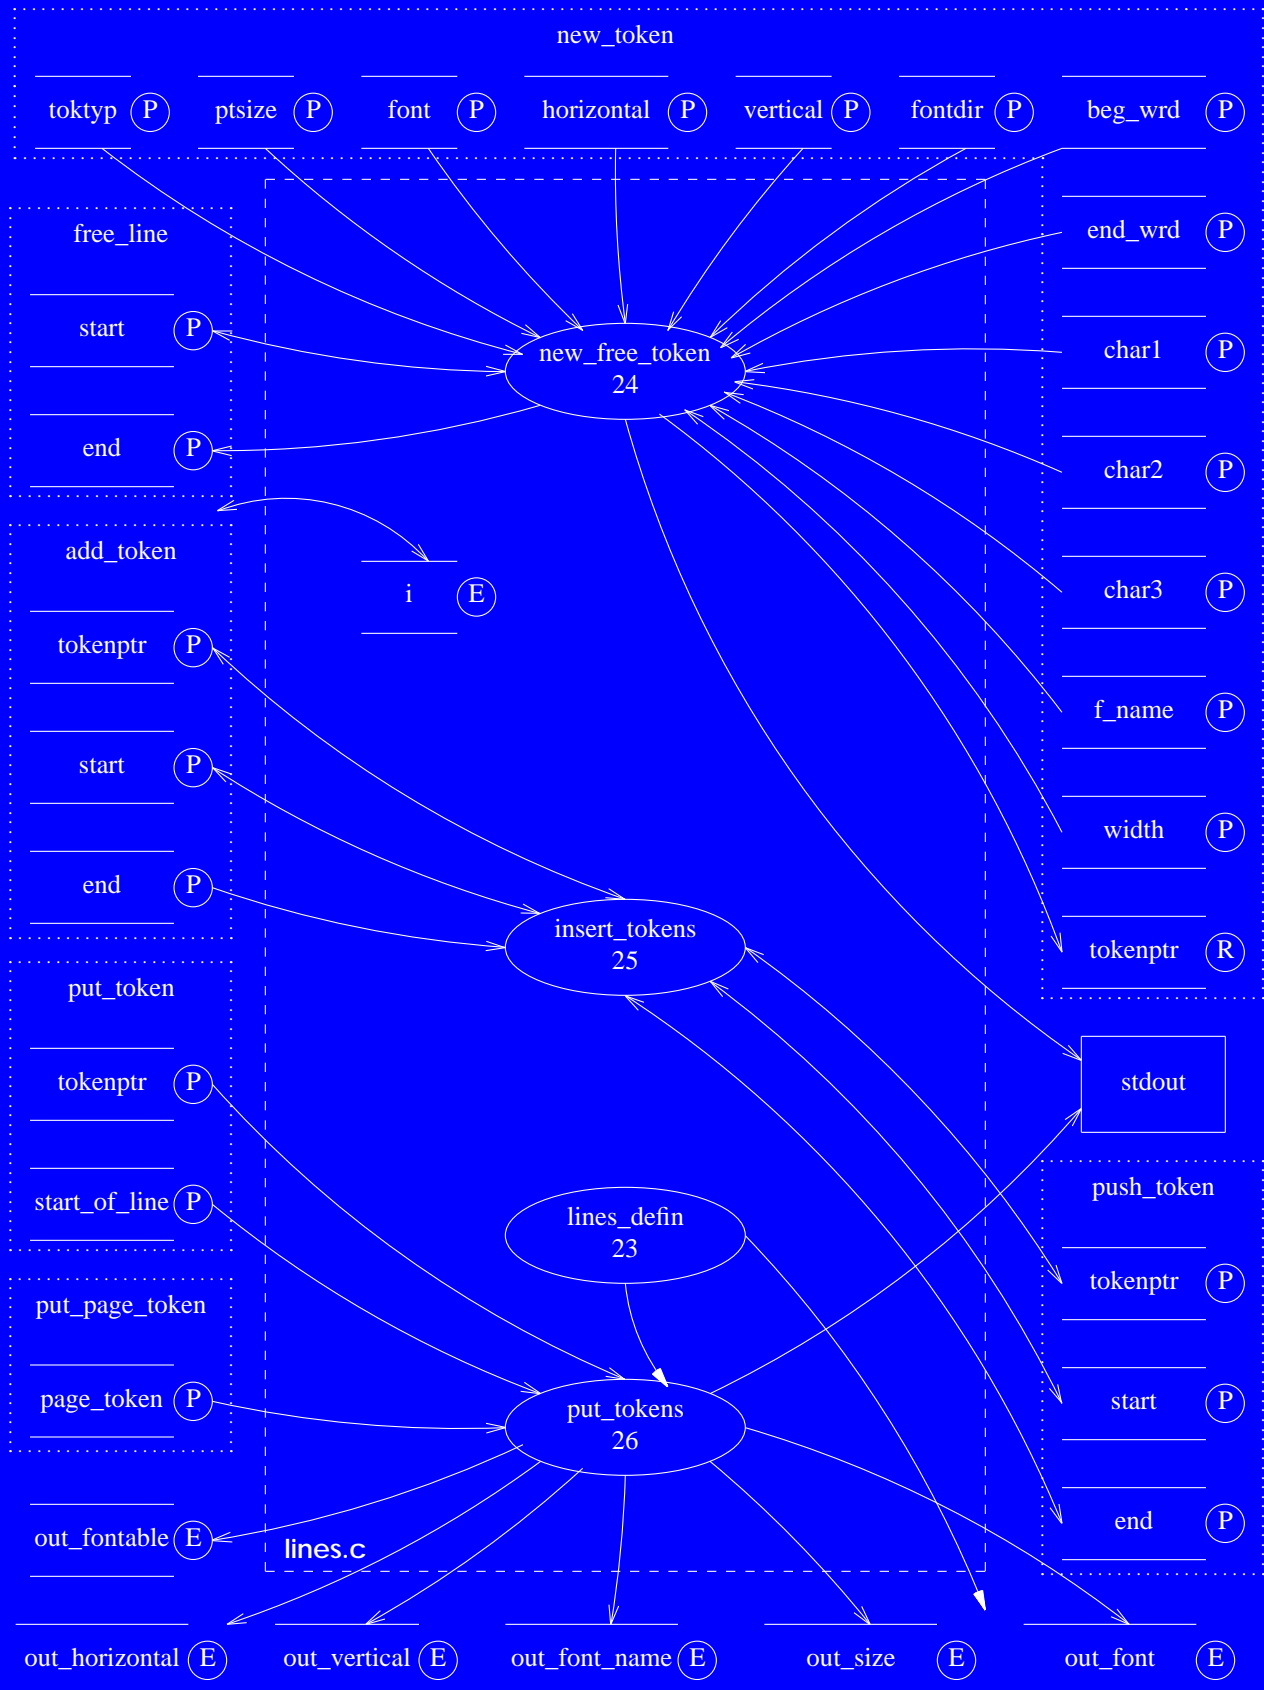 new_token
toktyp P ptsize P font P horizontal P vertical P fontdir P beg_wrd P
free_line
end_wrd P
start P
new_free_token
24
char1 P
end P
char2 P
add_token
i E
char3 P
tokenptr P
f_name P
start P
width P
end P
insert_tokens
25
tokenptr R
put_token
tokenptr P
stdout
start_of_line P
push_token
lines_defin
23
tokenptr P
put_page_token
page_token P
put_tokens
26
start P
end P
out_fontable E
lines.c
out_horizontal E out_vertical E out_font_name E out_size E out_font E